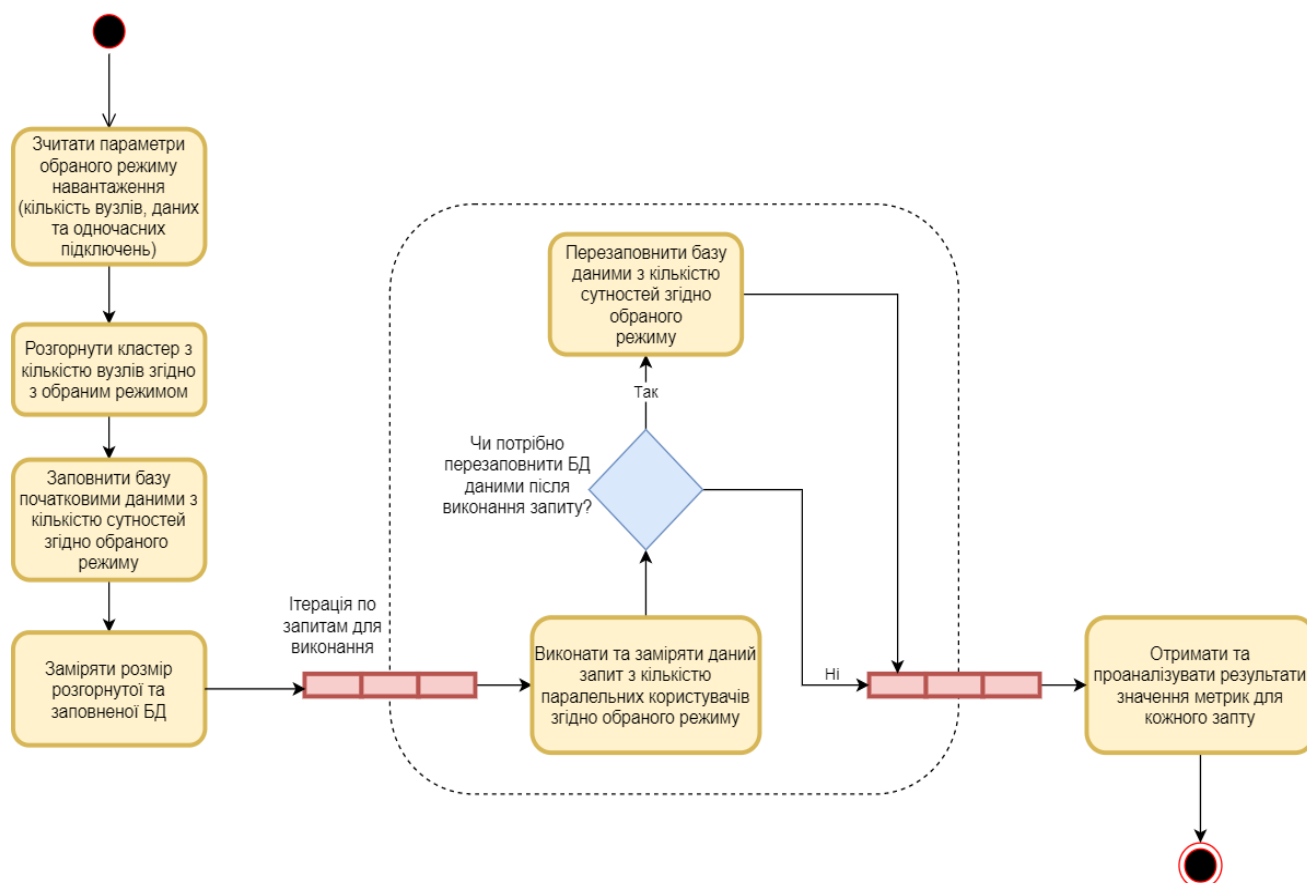 Зчитати параметри
обраного режиму
навантаження
(кількість вузлів, даних
та одночасних
підключень)
Розгорнути кластер з
кількістю вузлів згідно
з обраним режимом
Заповнити базу
початковими даними з
кількістю сутностей
згідно обраного
режиму
Заміряти розмір
розгорнутої та
заповненої БД
Ітерація по
запитам для
виконання
Виконати та заміряти даний
запит з кількістю
паралельних користувачів
згідно обраного режиму
Чи потрібно
перезаповнити БД
даними після
виконання запиту?
Так
Перезаповнити базу
даними з кількістю
сутностей згідно
обраного
режиму
Ні
Отримати та
проаналізувати результати
значення метрик для
кожного запту